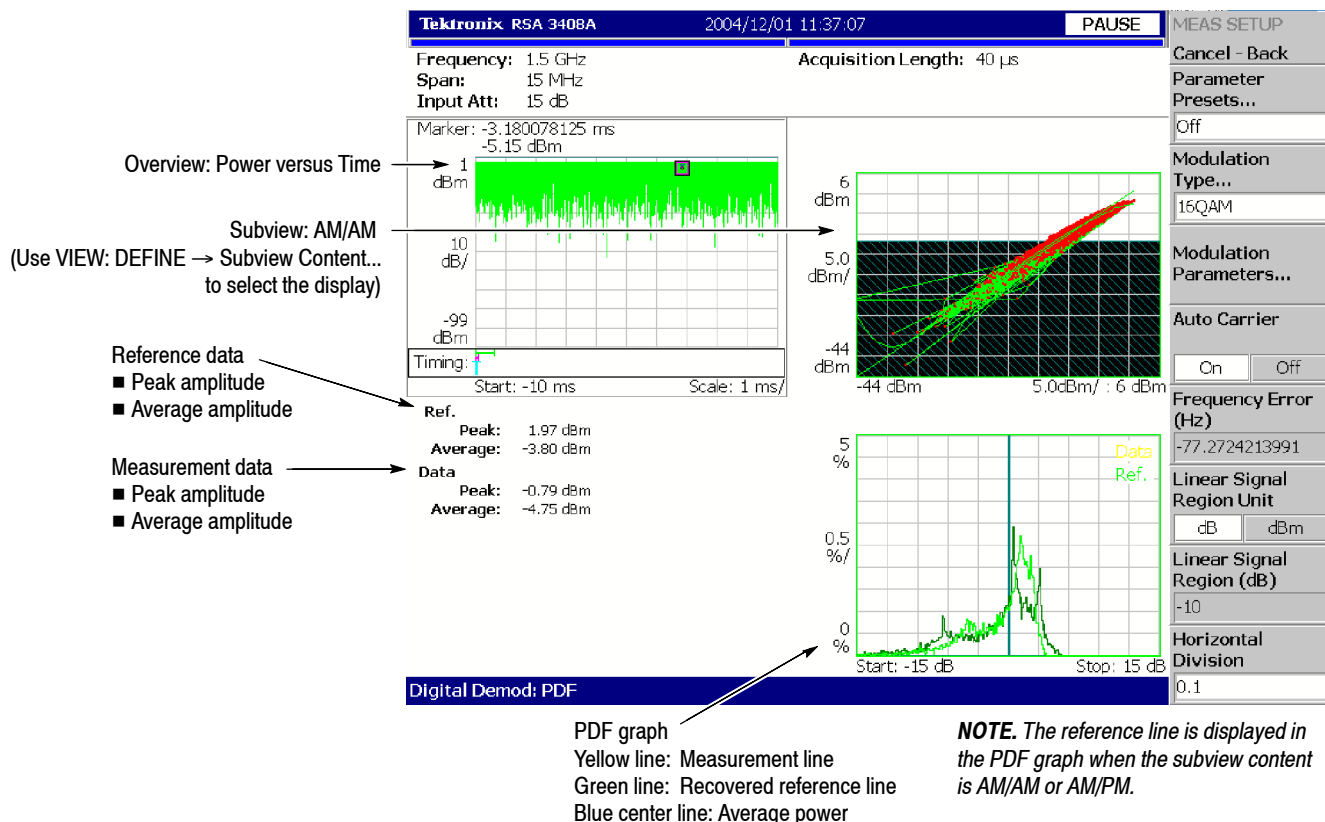 Tektronix RSA 3408A 2004/12/01 11:37:07 PAUSE
Frequency: 1.5 GHz
Span: 15 MHz
Input Att: 15 dB
Acquisition Length: 40 µs
Marker: -3.180078125 ms
-5.15 dBm
1
dBm
10
dB/
-99
dBm
Timing:
Start: -10 ms Scale: 1 ms/
6
dBm
5.0
dBm/
-44
dBm
-44 dBm 5.0dBm/ : 6 dBm
Ref.
Peak: 1.97 dBm
Average: -3.80 dBm
Data
Peak: -0.79 dBm
Average: -4.75 dBm
5
%
Data
Ref.
0.5
%/
0
%
Start: -15 dB Stop: 15 dB
Digital Demod: PDF
MEAS SETUP
Cancel - Back
Parameter
Presets...
Off
Modulation
Type...
16QAM
Modulation
Parameters...
Auto Carrier
On Off
Frequency Error
(Hz)
-77.2724213991
Linear Signal
Region Unit
dB dBm
Linear Signal
Region (dB)
-10
Horizontal
Division
0.1
Overview: Power versus Time
Subview: AM/AM
(Use VIEW: DEFINE → Subview Content...
to select the display)
Reference data
■ Peak amplitude
■ Average amplitude
Measurement data
■ Peak amplitude
■ Average amplitude
PDF graph
Yellow line: Measurement line
Green line: Recovered reference line
Blue center line: Average power
NOTE. The reference line is displayed in
the PDF graph when the subview content
is AM/AM or AM/PM.